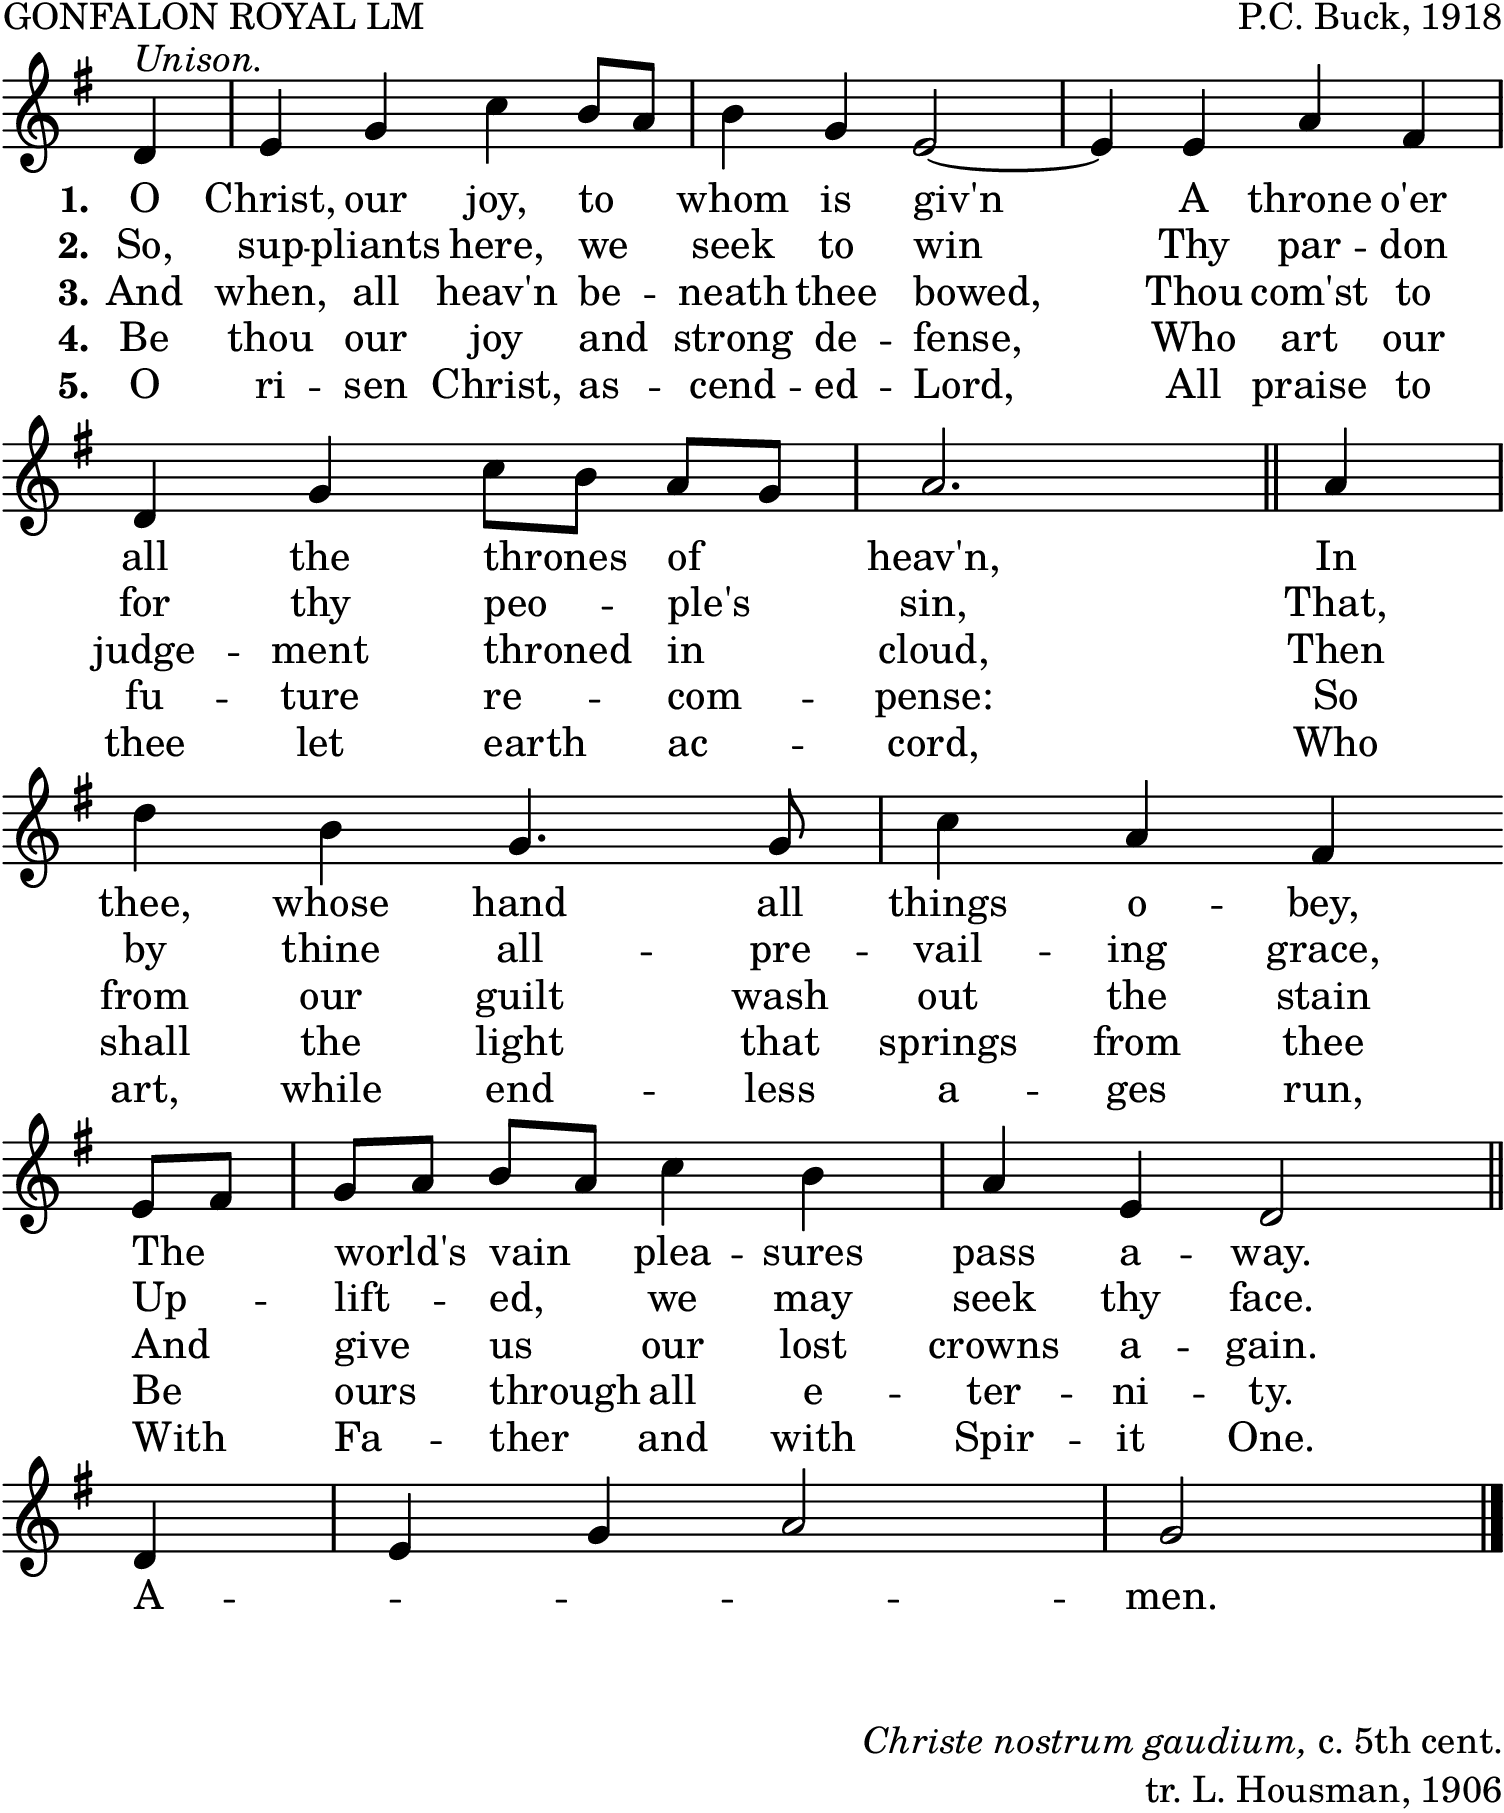 GONFALON ROYAL LM P.C. Buck, 1918
Unison.
1. O Christ, our joy, to whom is giv'n A throne o'er
2. So, sup -- pliants here, we seek to win Thy par -- don
3. And when, all heav'n be -- neath thee bowed, Thou com'st to
4. Be thou our joy and strong de -- fense, Who art our
5. O ri -- sen Christ, as -- cend -- ed -- Lord, All praise to
all the thrones of heav'n, In
for thy peo -- ple's sin, That,
judge -- ment throned in cloud, Then
fu -- ture re -- com -- pense: So
thee let earth ac -- cord, Who
thee, whose hand all things o -- bey,
by thine all -- pre -- vail -- ing grace,
from our guilt wash out the stain
shall the light that springs from thee
art, while end -- less a -- ges run,
The world's vain plea -- sures pass a -- way.
Up -- lift -- ed, we may seek thy face.
And give us our lost crowns a -- gain.
Be ours through all e -- ter -- ni -- ty.
With Fa -- ther and with Spir -- it One.
A -- -- -- -- -- -- men.
Christe nostrum gaudium, c. 5th cent.
tr. L. Housman, 1906